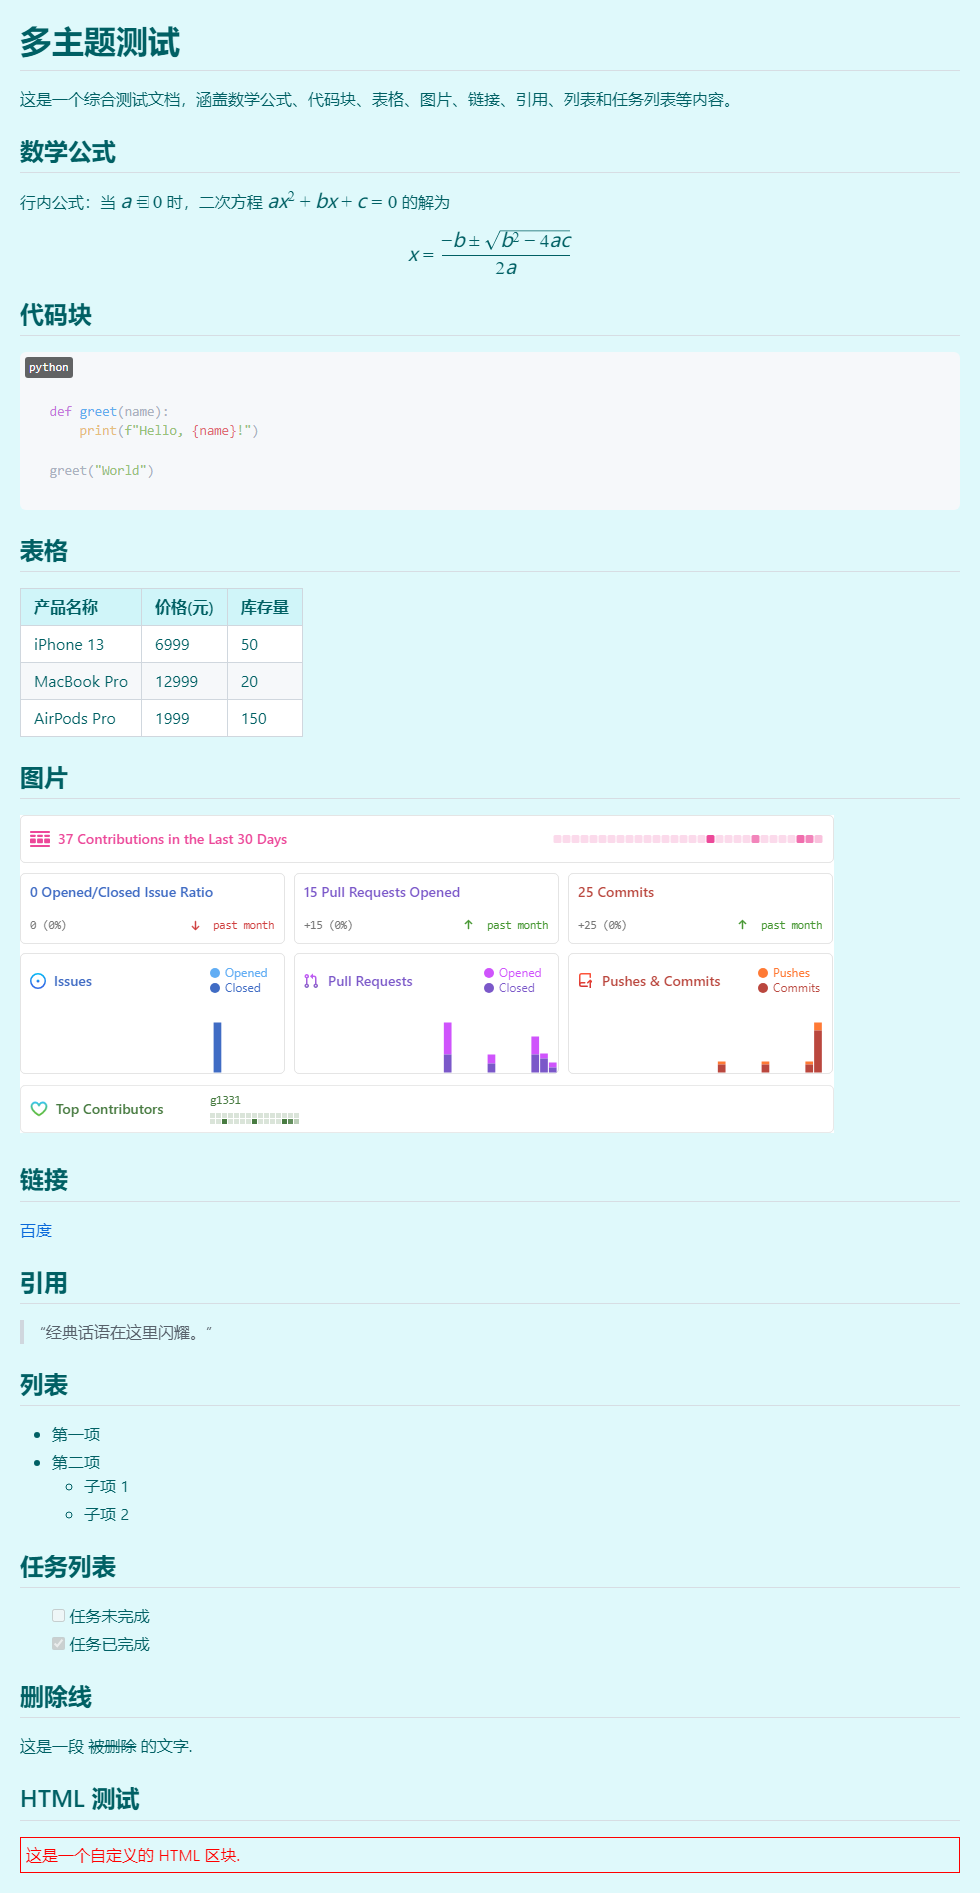 多主题测试
这是一个综合测试文档，涵盖数学公式、代码块、表格、图片、链接、引用、列表和任务列表等内容。
数学公式
行内公式：当 a ≡ 0 时，二次方程 ax² + bx + c = 0 的解为
x = (−b ± √(b² − 4ac)) / 2a
代码块
python
def greet(name):
    print(f"Hello, {name}!")
greet("World")
表格
产品名称 价格(元) 库存量
iPhone 13 6999 50
MacBook Pro 12999 20
AirPods Pro 1999 150
图片
37 Contributions in the Last 30 Days
0 Opened/Closed Issue Ratio
0 (0%) ↓ past month
15 Pull Requests Opened
+15 (0%) ↑ past month
25 Commits
+25 (0%) ↑ past month
Issues
Opened
Closed
Pull Requests
Opened
Closed
Pushes & Commits
Pushes
Commits
Top Contributors
g1331
链接
百度
引用
“经典话语在这里闪耀。”
列表
• 第一项
• 第二项
◦ 子项 1
◦ 子项 2
任务列表
任务未完成
任务已完成
删除线
这是一段 被删除 的文字.
HTML 测试
这是一个自定义的 HTML 区块.